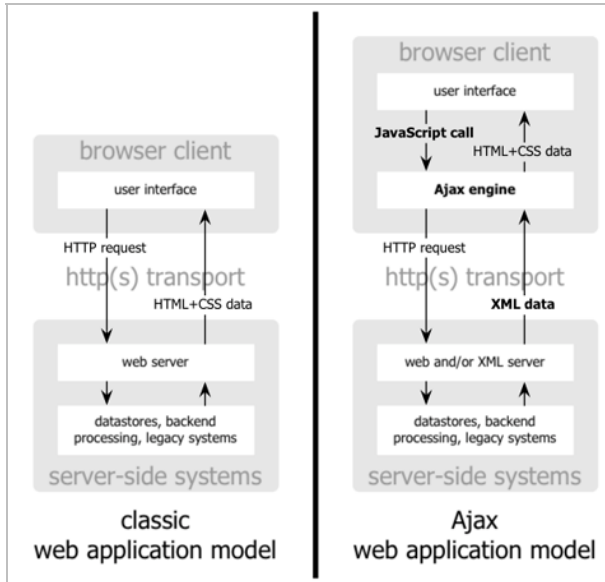 browser client
user interface
HTTP request
http(s) transport
HTML+CSS data
web server
datastores, backend
processing, legacy systems
server-side systems
classic
web application model
browser client
user interface
JavaScript call
HTML+CSS data
Ajax engine
HTTP request
http(s) transport
XML data
web and/or XML server
datastores, backend
processing, legacy systems
server-side systems
Ajax
web application model